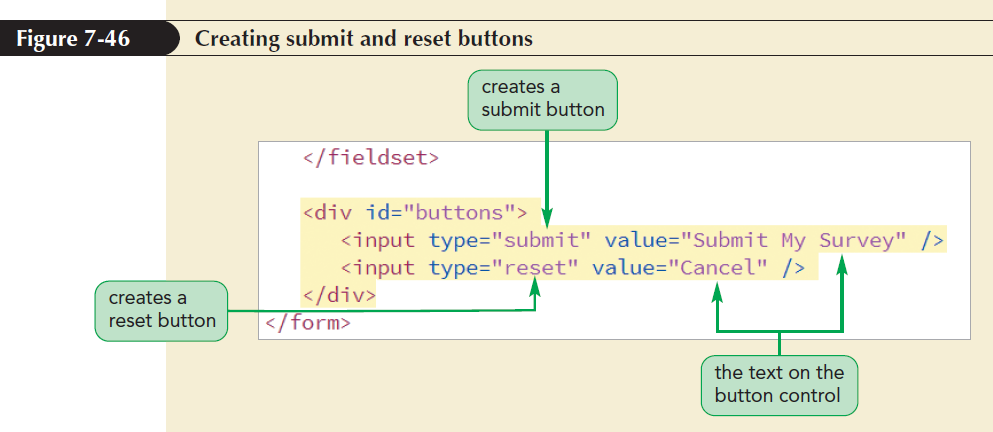 Figure 7-46
Creating submit and reset buttons
creates a
submit button
</fieldset>
<div id="buttons">
<input type="submit" value="Submit My Survey" />
<input type="reset" value="Cancel" />
</div>
</form>
creates a
reset button
the text on the
button control